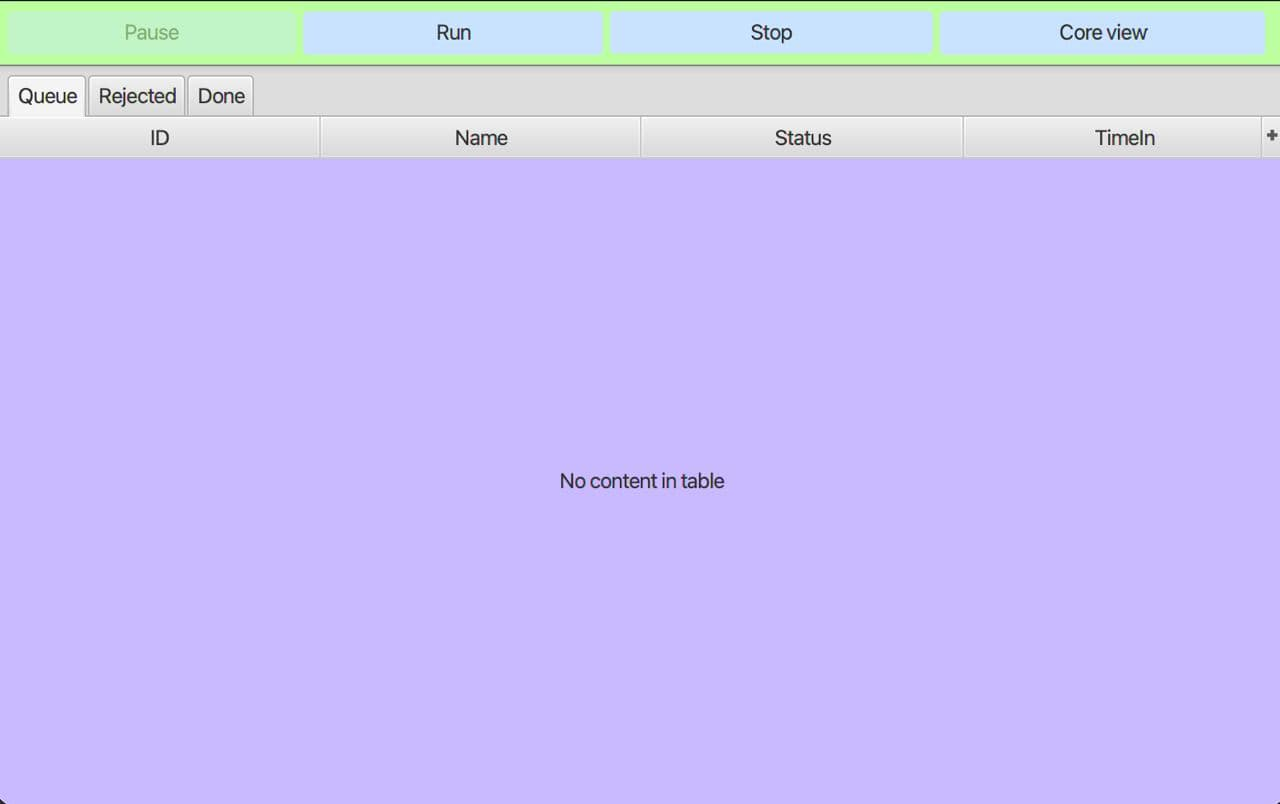 Pause Run Stop Core view
Queue Rejected Done
ID Name Status TimeIn +
No content in table